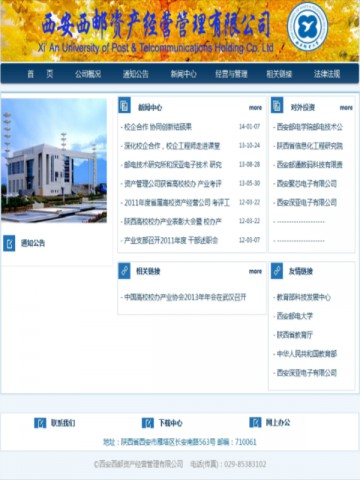 西安西邮资产经营管理有限公司
Xi An University of Post & Telecommunications Holding Co. Ltd
首 页 公司概况 通知公告 新闻中心 经营与管理 相关链接 法律法规
新闻中心 more
· 校企合作 协同创新结硕果 14-01-07
· 深化校企合作，校企工程师走进课堂 13-10-24
· 邮电技术研究所和深亚电子技术 研究 13-08-28
· 资产管理公司获省高校校办 产业考评 13-05-30
· 2011年度省属高校资产经营公司 考评工 12-03-22
· 陕西高校校办产业表彰大会暨 校办产 12-03-22
· 产业支部召开2011年度 干部述职会 12-03-07
对外投资 more
· 西安邮电学院邮电技术公
· 陕西省信息化工程研究院
· 西安邮通教科技术有限责
· 西安聚芯电子有限公司
· 西安深亚电子有限公司
· --------------------
· --------------------
通知公告
相关链接 more
· 中国高校校办产业协会2013年年会在武汉召开
友情链接 more
· 教育部科技发展中心
· 西安邮电大学
· 陕西省教育厅
· 中华人民共和国教育部
· 西安深亚电子有限公司
联系我们 下载中心 网上办公
地址：陕西省西安市雁塔区长安南路563号 邮编：710061
©西安西邮资产经营管理有限公司 电话(传真)：029-85383102